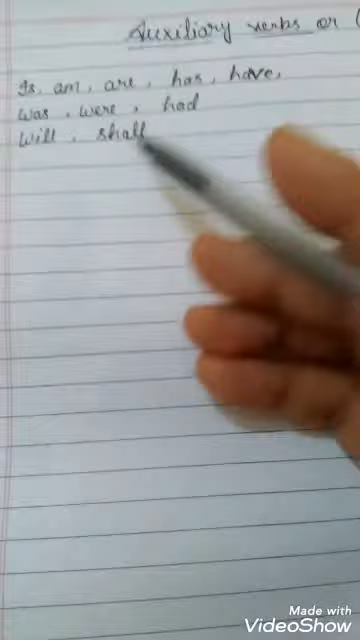 Auxiliary verbs or (
Is, am, are, has, have,
was, were, had
will, shall
Made with
VideoShow